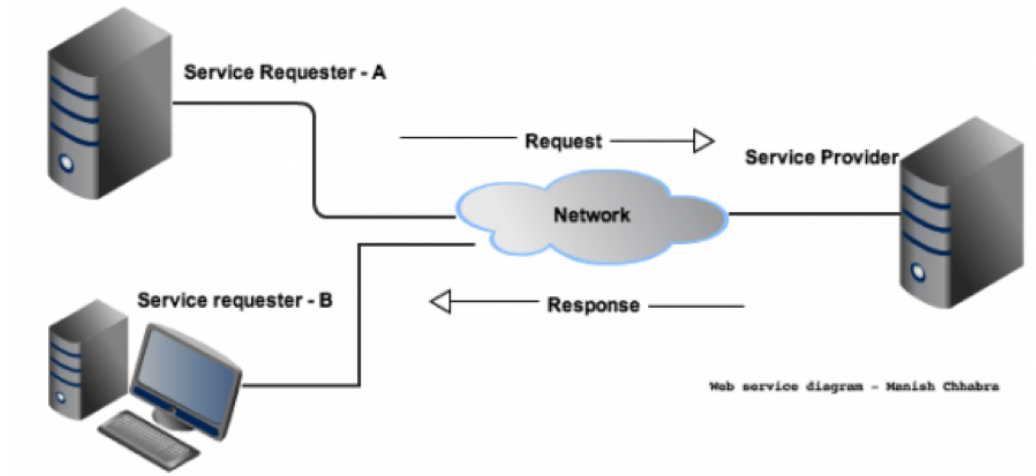 Service Requester - A
Request
Service Provider
Network
Service requester - B
Response
Web service diagram - Manish Chhabra